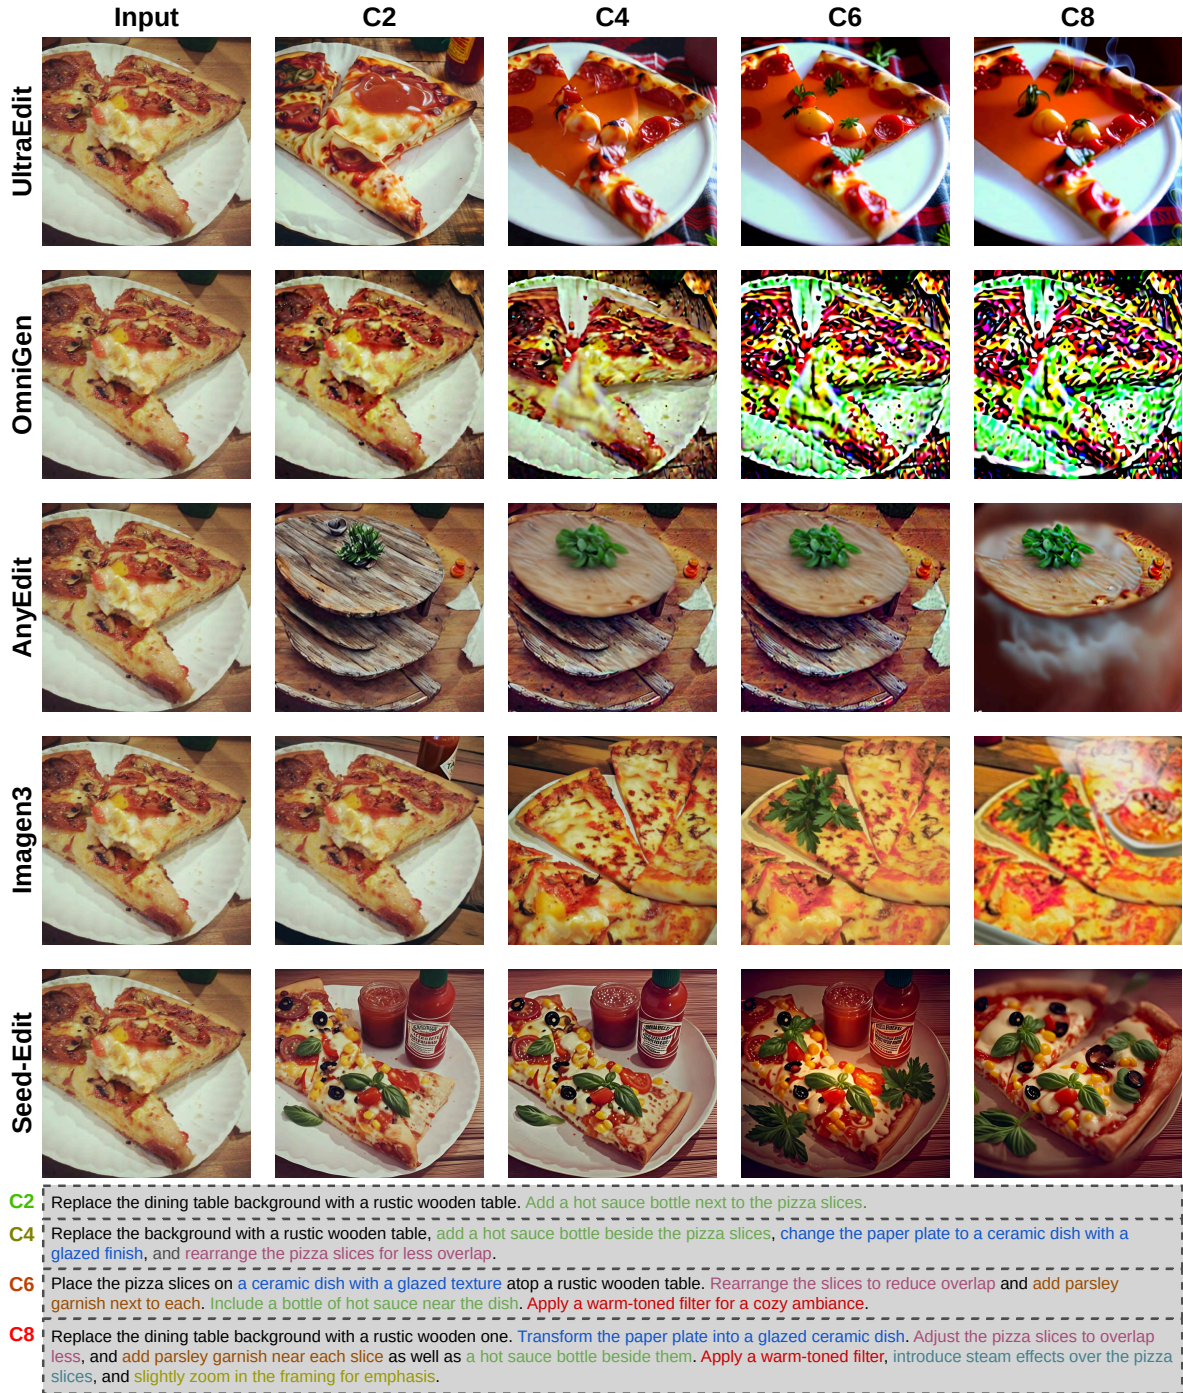 Input C2 C4 C6 C8
UltraEdit
OmniGen
AnyEdit
Imagen3
Seed-Edit
C2 Replace the dining table background with a rustic wooden table. Add a hot sauce bottle next to the pizza slices.
C4 Replace the background with a rustic wooden table, add a hot sauce bottle beside the pizza slices, change the paper plate to a ceramic dish with a
glazed finish, and rearrange the pizza slices for less overlap.
C6 Place the pizza slices on a ceramic dish with a glazed texture atop a rustic wooden table. Rearrange the slices to reduce overlap and add parsley
garnish next to each. Include a bottle of hot sauce near the dish. Apply a warm-toned filter for a cozy ambiance.
C8 Replace the dining table background with a rustic wooden one. Transform the paper plate into a glazed ceramic dish. Adjust the pizza slices to overlap
less, and add parsley garnish near each slice as well as a hot sauce bottle beside them. Apply a warm-toned filter, introduce steam effects over the pizza
slices, and slightly zoom in the framing for emphasis.